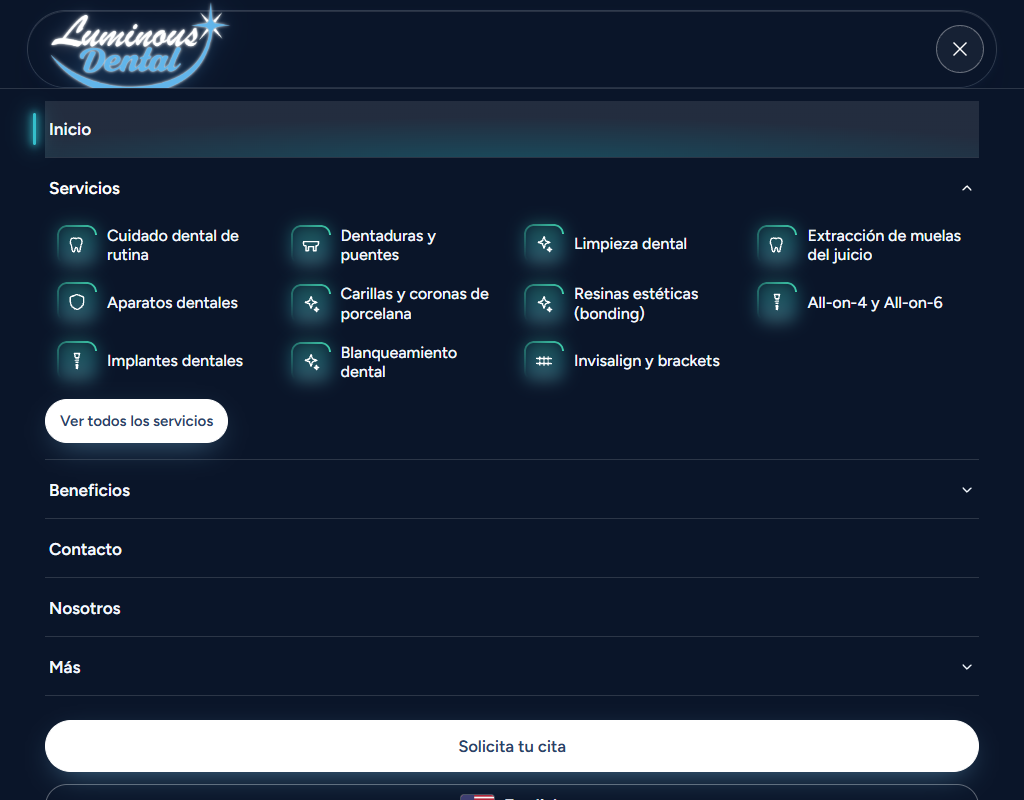 Luminous
Dental
Inicio
Servicios
Cuidado dental de
rutina
Dentaduras y
puentes
Limpieza dental
Extracción de muelas
del juicio
Aparatos dentales
Carillas y coronas de
porcelana
Resinas estéticas
(bonding)
All-on-4 y All-on-6
Implantes dentales
Blanqueamiento
dental
Invisalign y brackets
Ver todos los servicios
Beneficios
Contacto
Nosotros
Más
Solicita tu cita